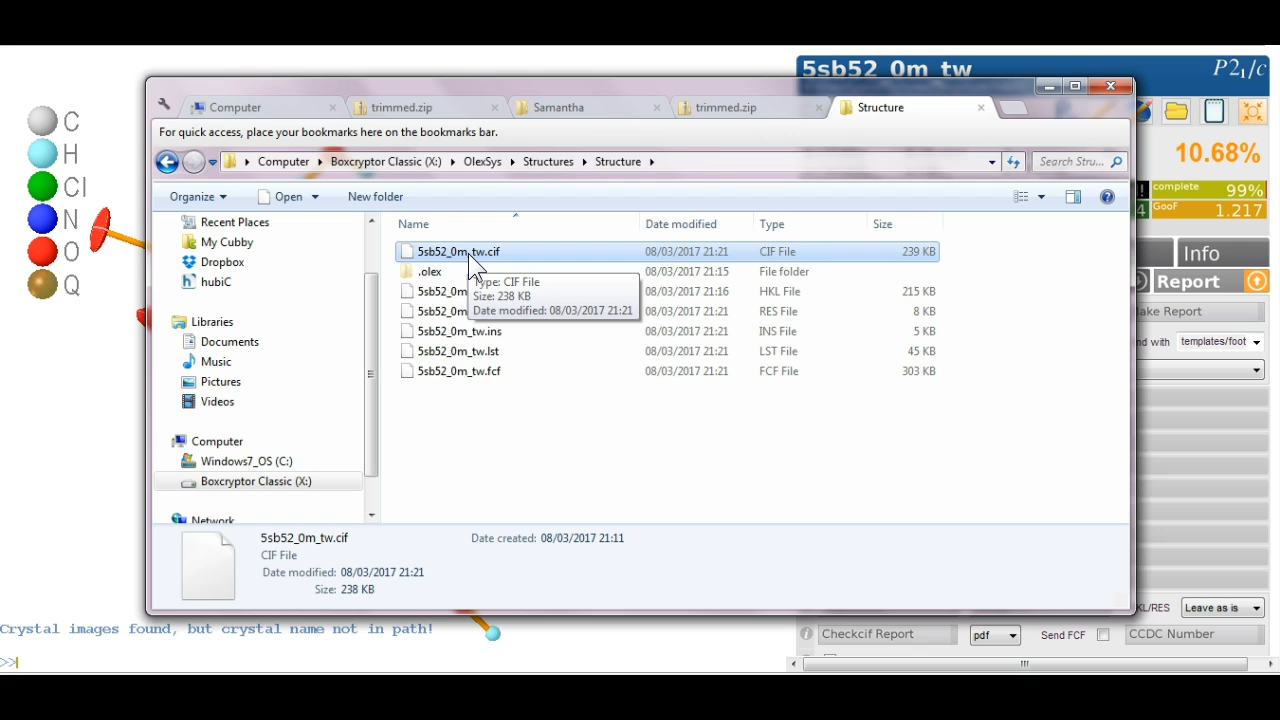 5sb52_0m_tw
P2₁/c
C
H
Cl
N
O
Q
10.68%
complete 99%
GooF 1.217
Info
Report
Make Report
templates/foot
Computer
trimmed.zip
Samantha
trimmed.zip
Structure
For quick access, place your bookmarks here on the bookmarks bar.
Computer
Boxcryptor Classic (X:)
OlexSys
Structures
Structure
Search Stru...
Organize
Open
New folder
Recent Places
My Cubby
Dropbox
hubiC
Libraries
Documents
Music
Pictures
Videos
Computer
Windows7_OS (C:)
Boxcryptor Classic (X:)
Network
Name Date modified Type Size
5sb52_0m_tw.cif 08/03/2017 21:21 CIF File 239 KB
.olex 08/03/2017 21:15 File folder
5sb52_0m 08/03/2017 21:16 HKL File 215 KB
5sb52_0m 08/03/2017 21:21 RES File 8 KB
5sb52_0m_tw.ins 08/03/2017 21:21 INS File 5 KB
5sb52_0m_tw.lst 08/03/2017 21:21 LST File 45 KB
5sb52_0m_tw.fcf 08/03/2017 21:21 FCF File 303 KB
Type: CIF File
Size: 238 KB
Date modified: 08/03/2017 21:21
5sb52_0m_tw.cif
CIF File
Date modified: 08/03/2017 21:21
Size: 238 KB
Date created: 08/03/2017 21:11
KL/RES
Leave as is
Checkcif Report
pdf
Send FCF
CCDC Number
Crystal images found, but crystal name not in path!
>>